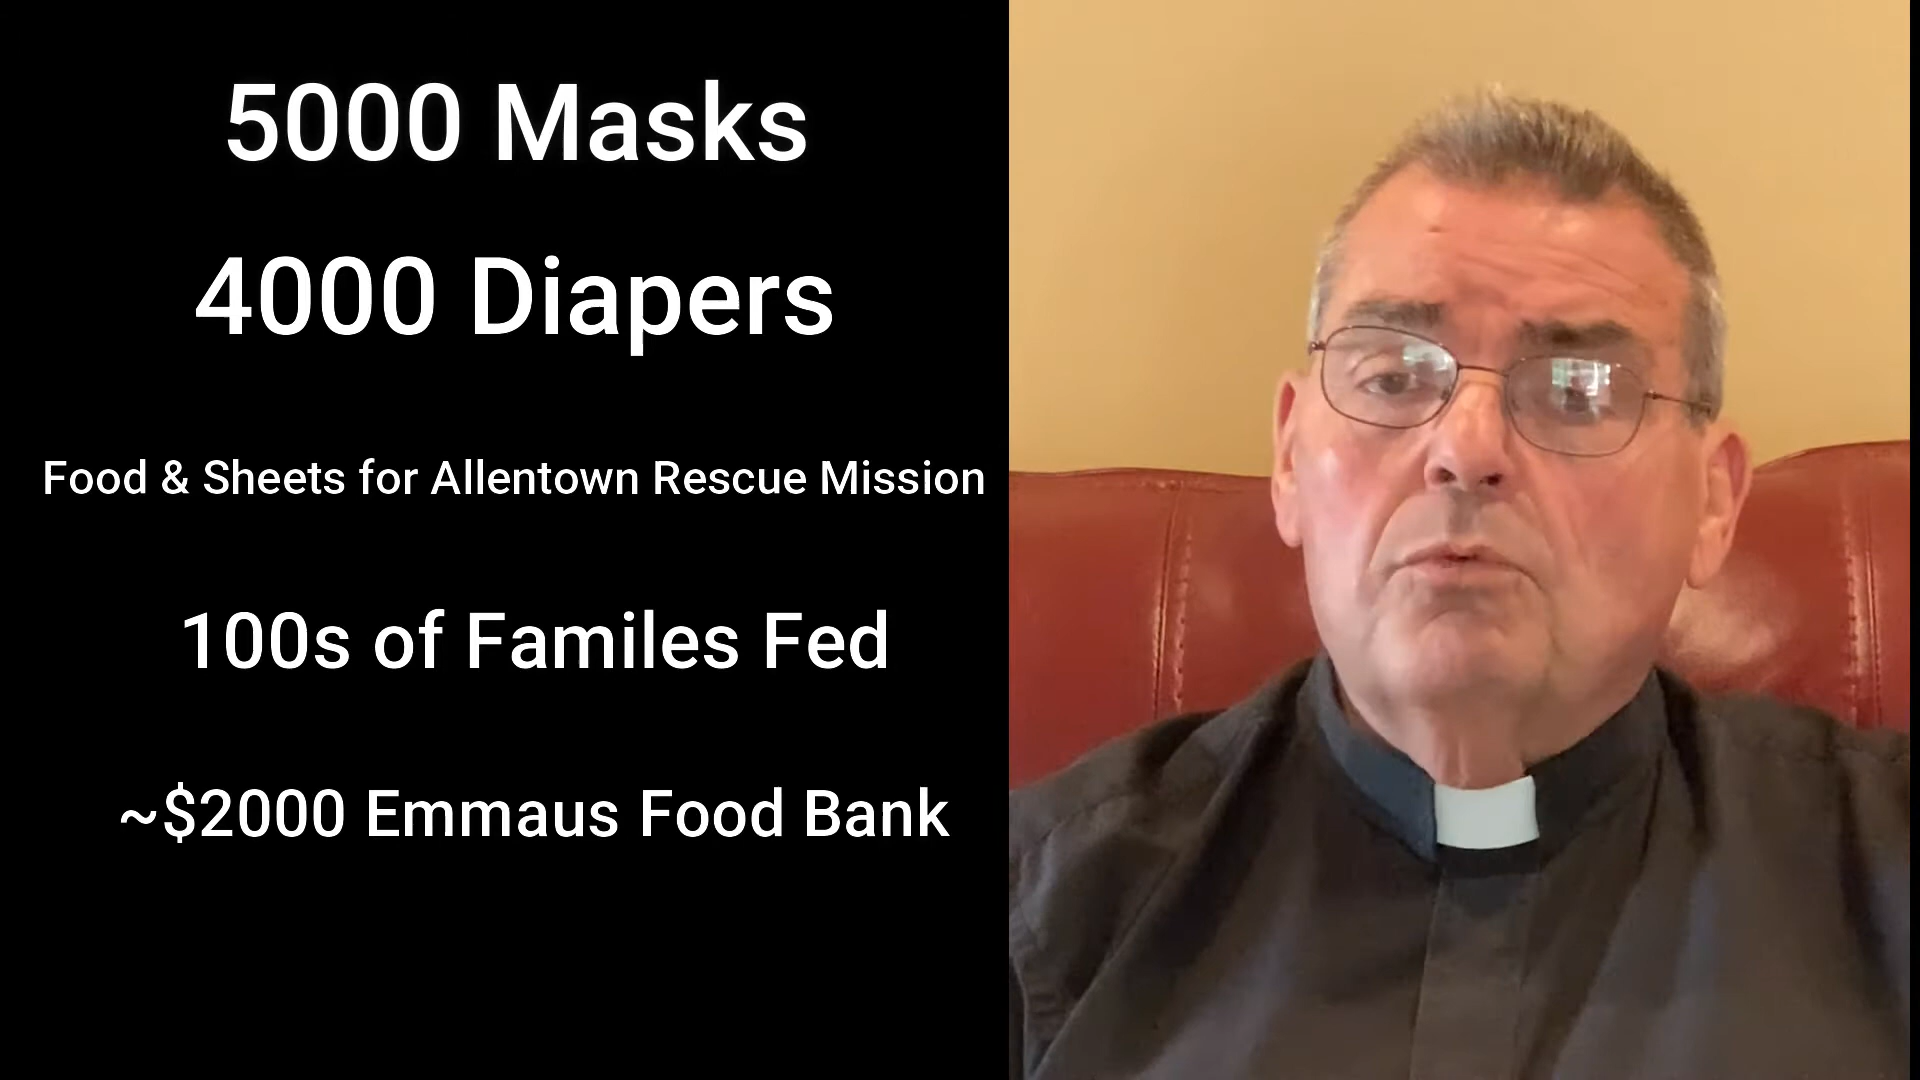 5000 Masks
4000 Diapers
Food & Sheets for Allentown Rescue Mission
100s of Familes Fed
~$2000 Emmaus Food Bank